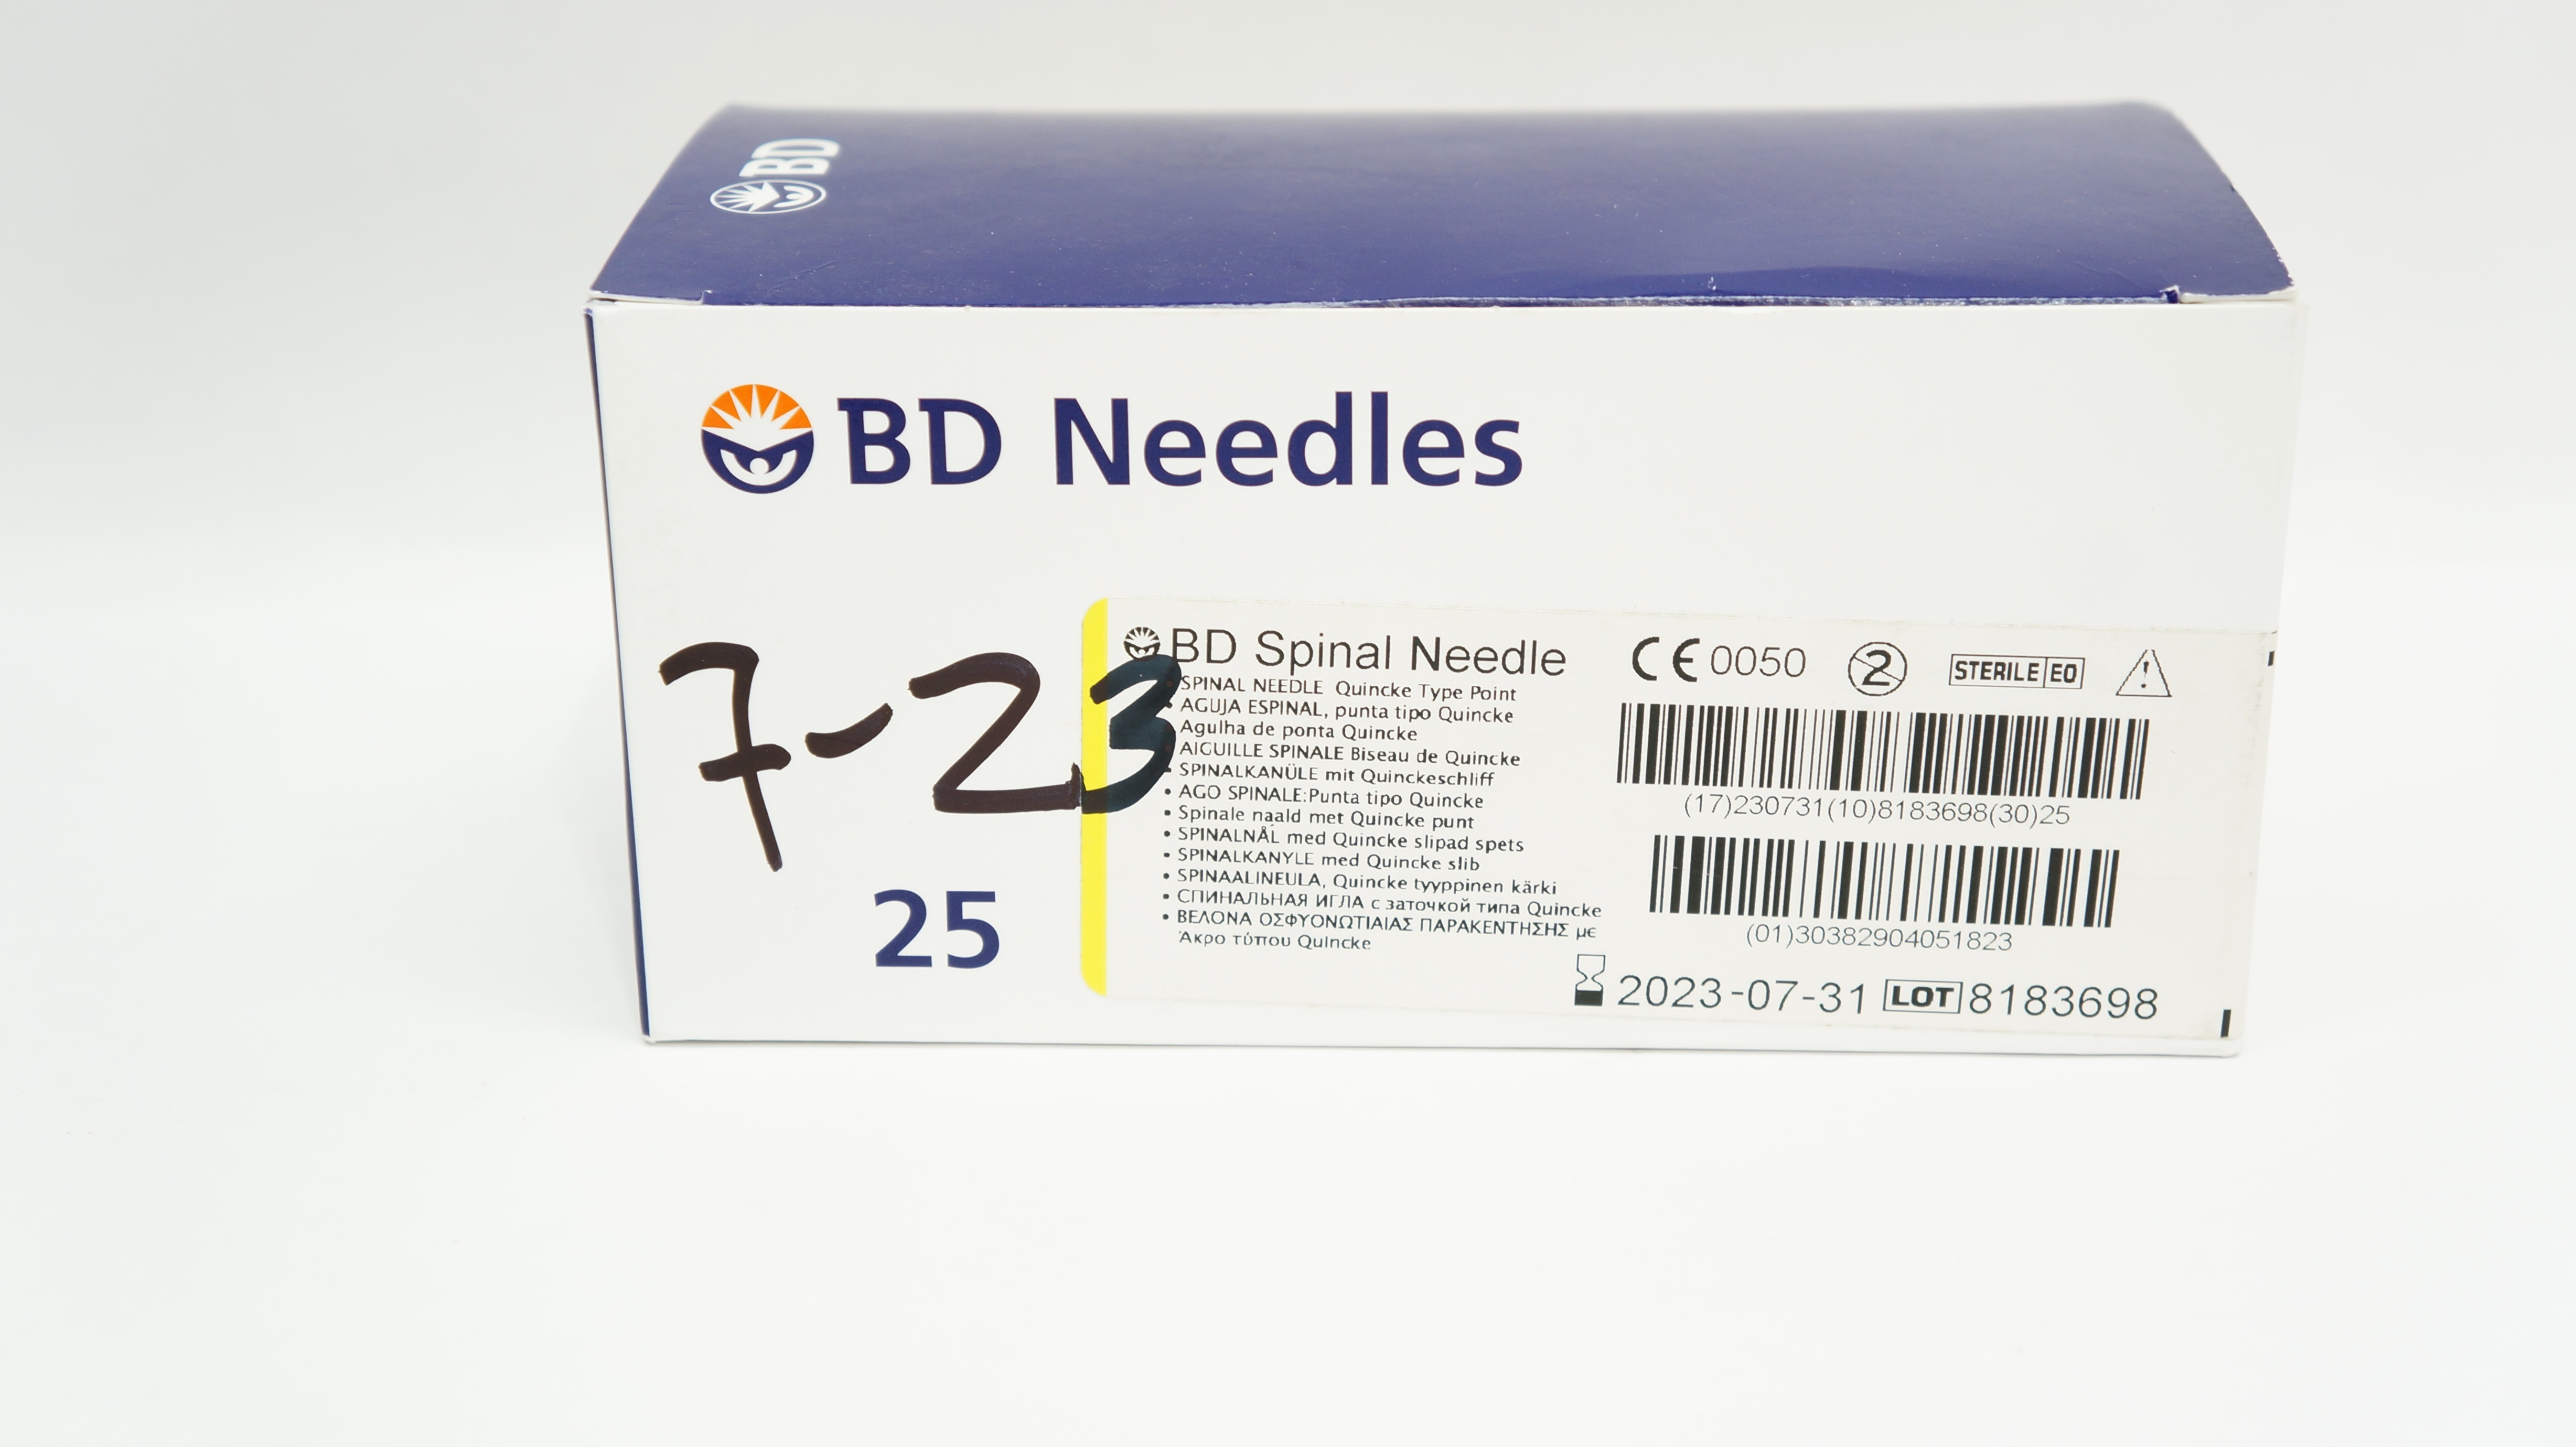 BD
BD Needles
7-23
25
BD Spinal Needle
SPINAL NEEDLE Quincke Type Point
• AGUJA ESPINAL, punta tipo Quincke
Agulha de ponta Quincke
AIGUILLE SPINALE Biseau de Quincke
• SPINALKANÜLE mit Quinckeschliff
• AGO SPINALE:Punta tipo Quincke
• Spinale naald met Quincke punt
• SPINALNÅL med Quincke slipad spets
• SPINALKANYLE med Quincke slib
• SPINAALINEULA, Quincke tyyppinen kärki
• СПИНАЛЬНАЯ ИГЛА с заточкой типа Quincke
• ΒΕΛΟΝΑ ΟΣΦΥΟΝΩΤΙΑΙΑΣ ΠΑΡΑΚΕΝΤΗΣΗΣ με
Άκρο τύπου Quincke
CE 0050 2 STERILE EO !
(17)230731(10)8183698(30)25
(01)30382904051823
2023-07-31 LOT 8183698